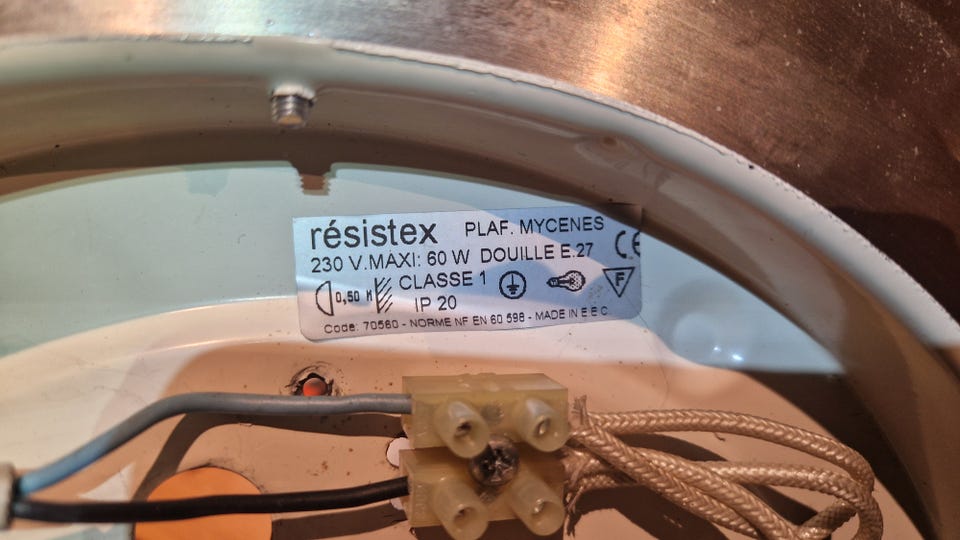 résistex PLAF. MYCENES
230 V.MAXI: 60 W DOUILLE E.27 CE
0,50 M CLASSE 1 F
IP 20
Code: 70560 - NORME NF EN 60 598 - MADE IN E.E.C.